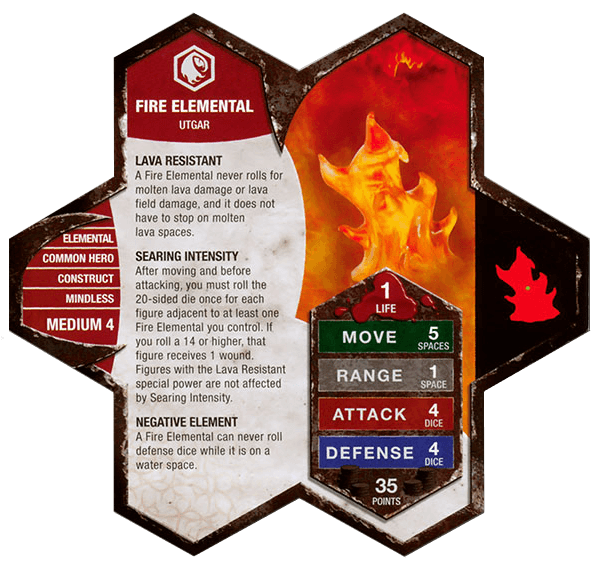 FIRE ELEMENTAL
UTGAR
LAVA RESISTANT
A Fire Elemental never rolls for
molten lava damage or lava
field damage, and it does not
have to stop on molten
lava spaces.
SEARING INTENSITY
After moving and before
attacking, you must roll the
20-sided die once for each
figure adjacent to at least one
Fire Elemental you control. If
you roll a 14 or higher, that
figure receives 1 wound.
Figures with the Lava Resistant
special power are not affected
by Searing Intensity.
NEGATIVE ELEMENT
A Fire Elemental can never roll
defense dice while it is on a
water space.
ELEMENTAL
COMMON HERO
CONSTRUCT
MINDLESS
MEDIUM 4
1
LIFE
MOVE 5
SPACES
RANGE 1
SPACE
ATTACK 4
DICE
DEFENSE 4
DICE
35
POINTS